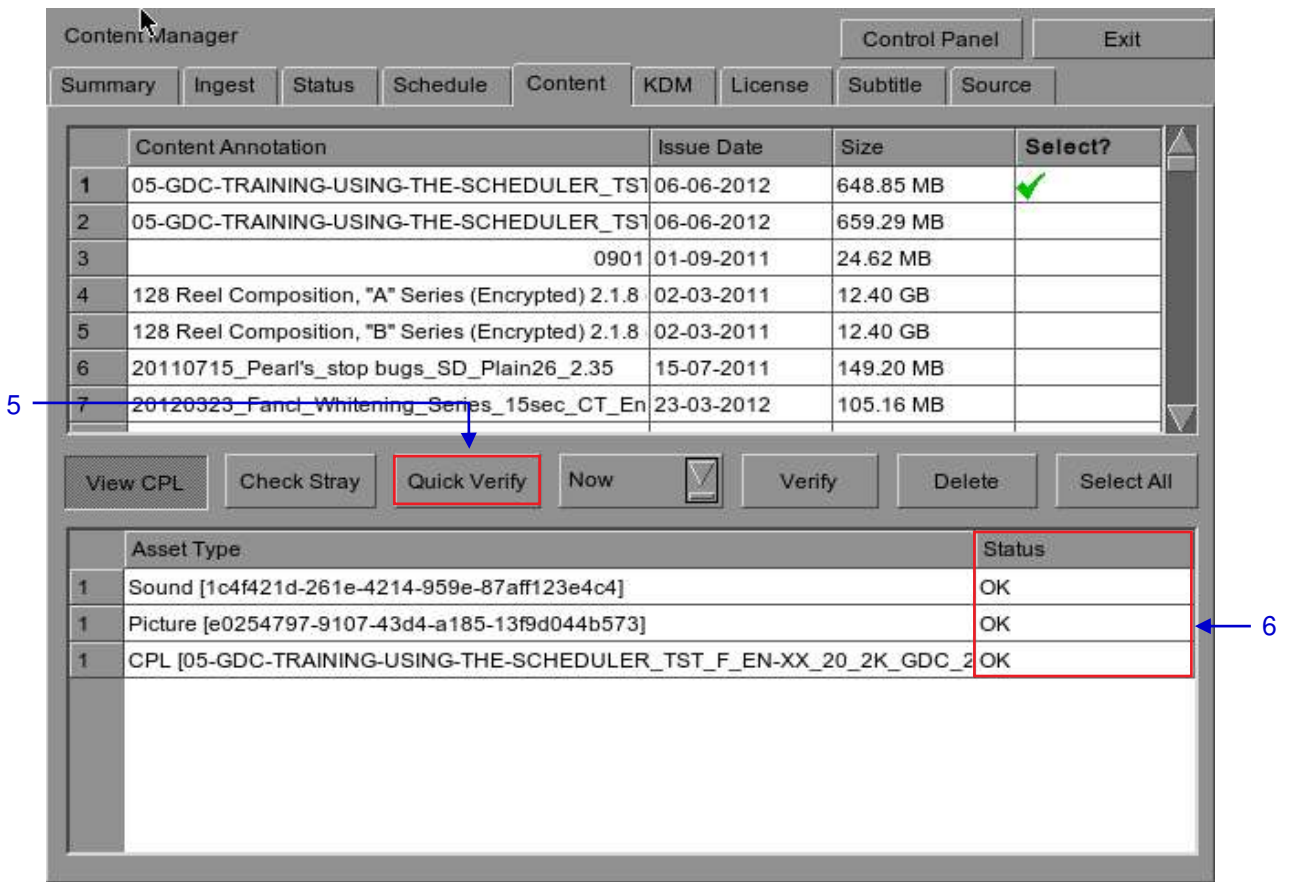 Content Manager Control Panel Exit
Summary Ingest Status Schedule Content KDM License Subtitle Source
Content Annotation Issue Date Size Select?
1 05-GDC-TRAINING-USING-THE-SCHEDULER_TST 06-06-2012 648.85 MB
2 05-GDC-TRAINING-USING-THE-SCHEDULER_TST 06-06-2012 659.29 MB
3 0901 01-09-2011 24.62 MB
4 128 Reel Composition, "A" Series (Encrypted) 2.1.8 02-03-2011 12.40 GB
5 128 Reel Composition, "B" Series (Encrypted) 2.1.8 02-03-2011 12.40 GB
6 20110715_Pearl's_stop bugs_SD_Plain26_2.35 15-07-2011 149.20 MB
5 7 20120323_Fancl_Whitening_Series_15sec_CT_En 23-03-2012 105.16 MB
View CPL Check Stray Quick Verify Now Verify Delete Select All
Asset Type Status
1 Sound [1c4f421d-261e-4214-959e-87aff123e4c4] OK
1 Picture [e0254797-9107-43d4-a185-13f9d044b573] OK 6
1 CPL [05-GDC-TRAINING-USING-THE-SCHEDULER_TST_F_EN-XX_20_2K_GDC_2 OK